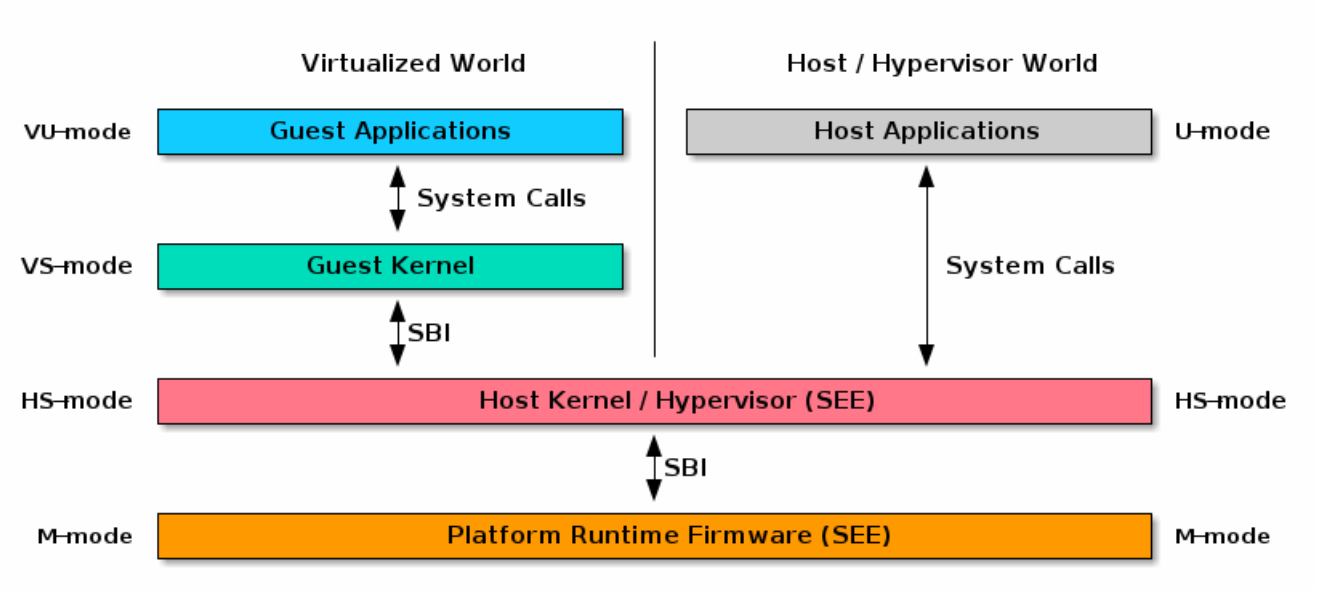 Virtualized World
Host / Hypervisor World
VU-mode
Guest Applications
Host Applications
U-mode
System Calls
VS-mode
Guest Kernel
System Calls
SBI
HS-mode
Host Kernel / Hypervisor (SEE)
HS-mode
SBI
M-mode
Platform Runtime Firmware (SEE)
M-mode